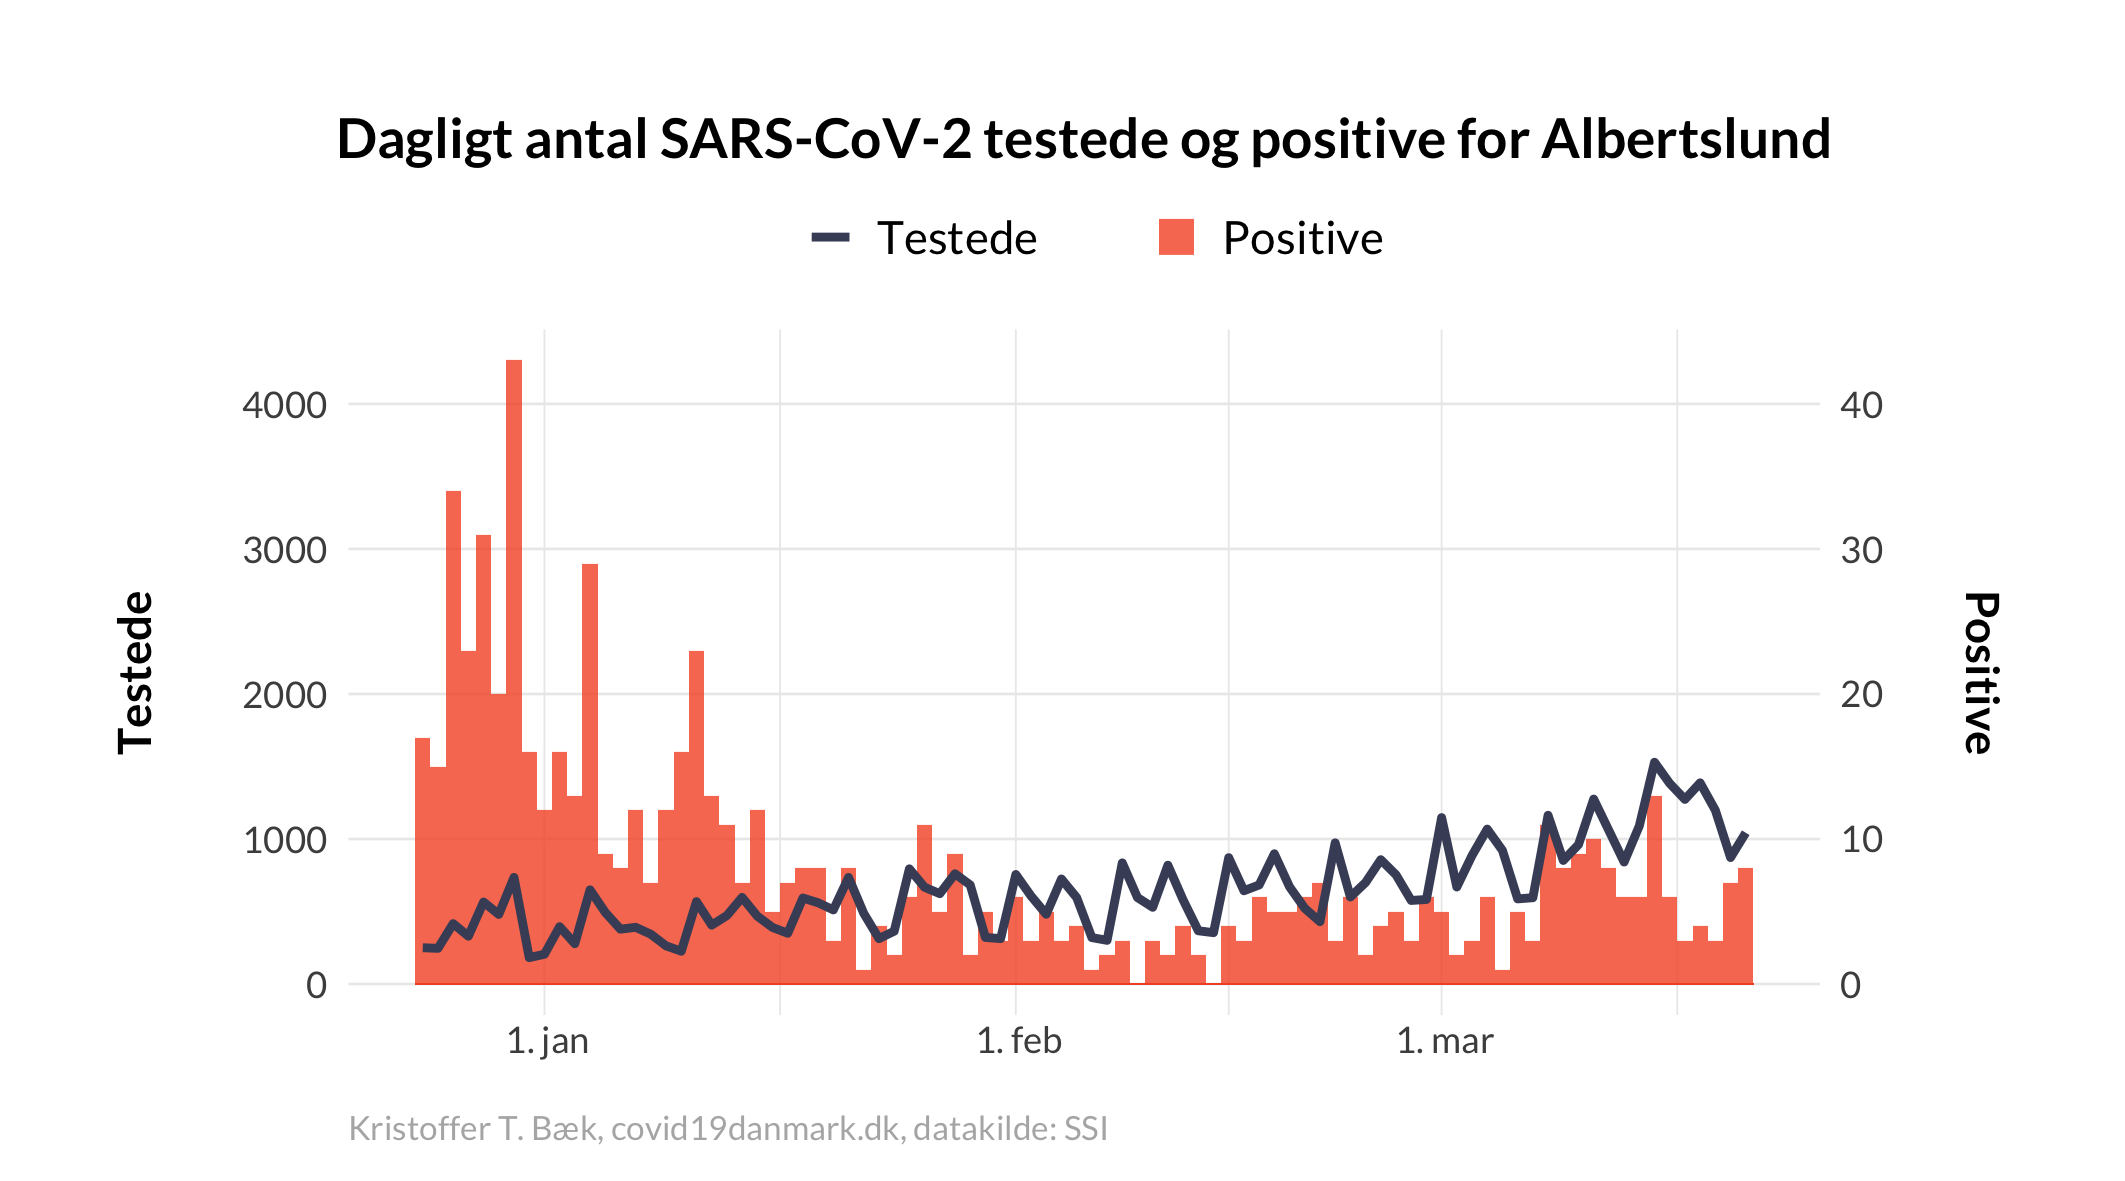 Dagligt antal SARS-CoV-2 testede og positive for Albertslund
Testede Positive
4000 40
3000 30
2000 20
1000 10
0 0
Testede
Positive
1. jan 1. feb 1. mar
Kristoffer T. Bæk, covid19danmark.dk, datakilde: SSI